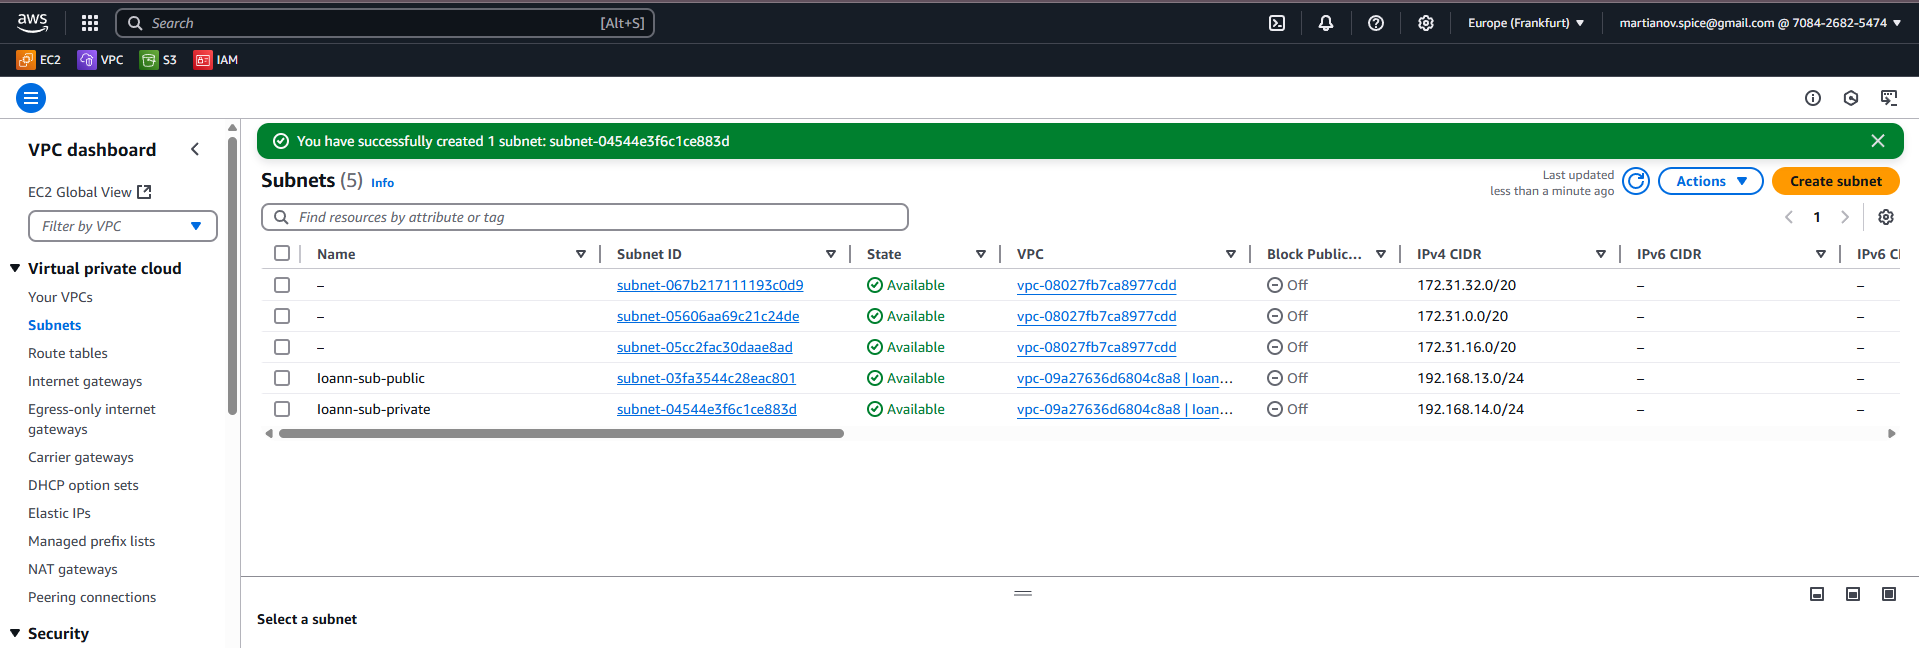 aws
Search [Alt+S]
Europe (Frankfurt)
martianov.spice@gmail.com @ 7084-2682-5474
EC2 VPC S3 IAM
VPC dashboard
EC2 Global View
Filter by VPC
Virtual private cloud
Your VPCs
Subnets
Route tables
Internet gateways
Egress-only internet
gateways
Carrier gateways
DHCP option sets
Elastic IPs
Managed prefix lists
NAT gateways
Peering connections
Security
You have successfully created 1 subnet: subnet-04544e3f6c1ce883d
Subnets (5) Info
Last updated
less than a minute ago
Actions
Create subnet
Find resources by attribute or tag
1
Name Subnet ID State VPC Block Public... IPv4 CIDR IPv6 CIDR IPv6 CI
– subnet-067b217111193c0d9 Available vpc-08027fb7ca8977cdd Off 172.31.32.0/20 – –
– subnet-05606aa69c21c24de Available vpc-08027fb7ca8977cdd Off 172.31.0.0/20 – –
– subnet-05cc2fac30daae8ad Available vpc-08027fb7ca8977cdd Off 172.31.16.0/20 – –
Ioann-sub-public subnet-03fa3544c28eac801 Available vpc-09a27636d6804c8a8 | Ioan... Off 192.168.13.0/24 – –
Ioann-sub-private subnet-04544e3f6c1ce883d Available vpc-09a27636d6804c8a8 | Ioan... Off 192.168.14.0/24 – –
Select a subnet